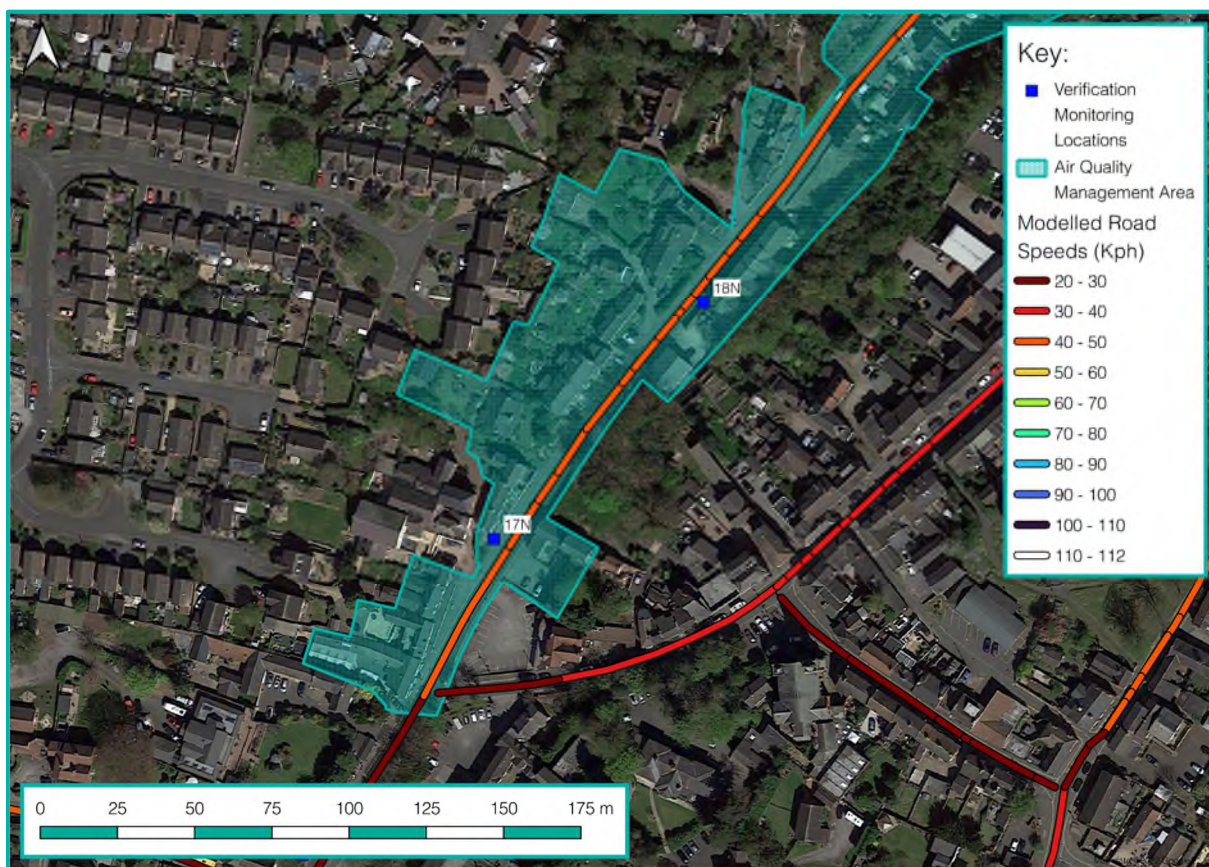 Key:
Verification
Monitoring
Locations
Air Quality
Management Area
Modelled Road
Speeds (Kph)
20 - 30
30 - 40
40 - 50
50 - 60
60 - 70
70 - 80
80 - 90
90 - 100
100 - 110
110 - 112
18N
17N
0 25 50 75 100 125 150 175 m